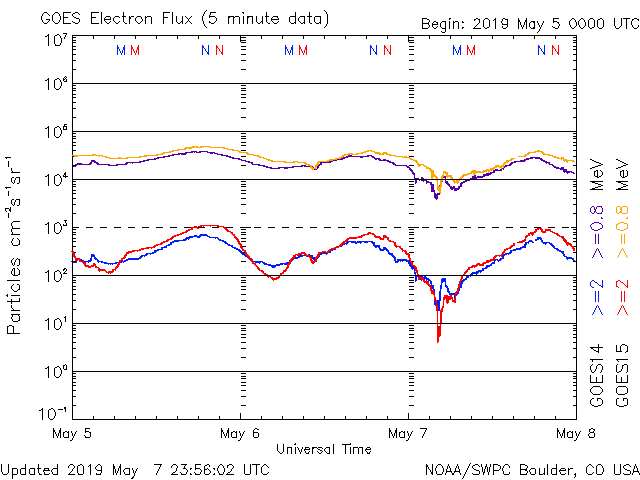 GOES Electron Flux (5 minute data)
Begin: 2019 May 5 0000 UTC
10⁷
M M N N M M N N M M N N
10⁶
10⁵
10⁴
10³
10²
10¹
10⁰
10⁻¹
Particles cm⁻²s⁻¹sr⁻¹
May 5 May 6 May 7 May 8
Universal Time
GOES14 >=2 >=0.8 MeV
GOES15 >=2 >=0.8 MeV
Updated 2019 May 7 23:56:02 UTC
NOAA/SWPC Boulder, CO USA